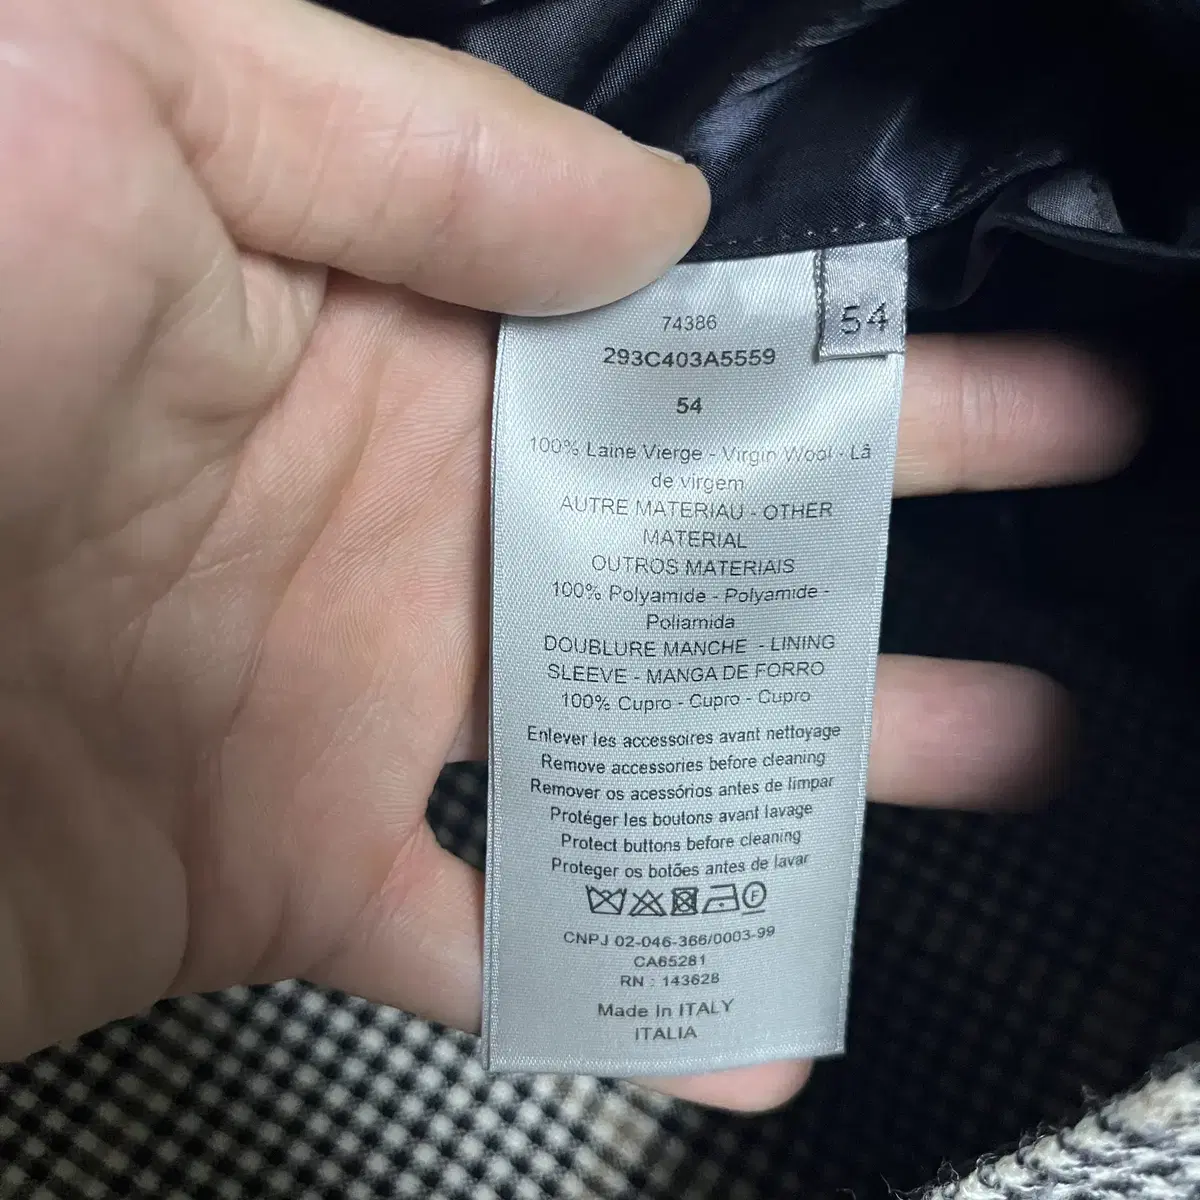 74386
54
293C403A5559
54
100% Laine Vierge - Virgin Wool - Lã
de virgem
AUTRE MATERIAU - OTHER
MATERIAL
OUTROS MATERIAIS
100% Polyamide - Polyamide -
Poliamida
DOUBLURE MANCHE - LINING
SLEEVE - MANGA DE FORRO
100% Cupro - Cupro - Cupro
Enlever les accessoires avant nettoyage
Remove accessories before cleaning
Remover os acessórios antes de limpar
Protéger les boutons avant lavage
Protect buttons before cleaning
Proteger os botões antes de lavar
F
CNPJ 02-046-366/0003-99
CA65281
RN : 143628
Made In ITALY
ITALIA